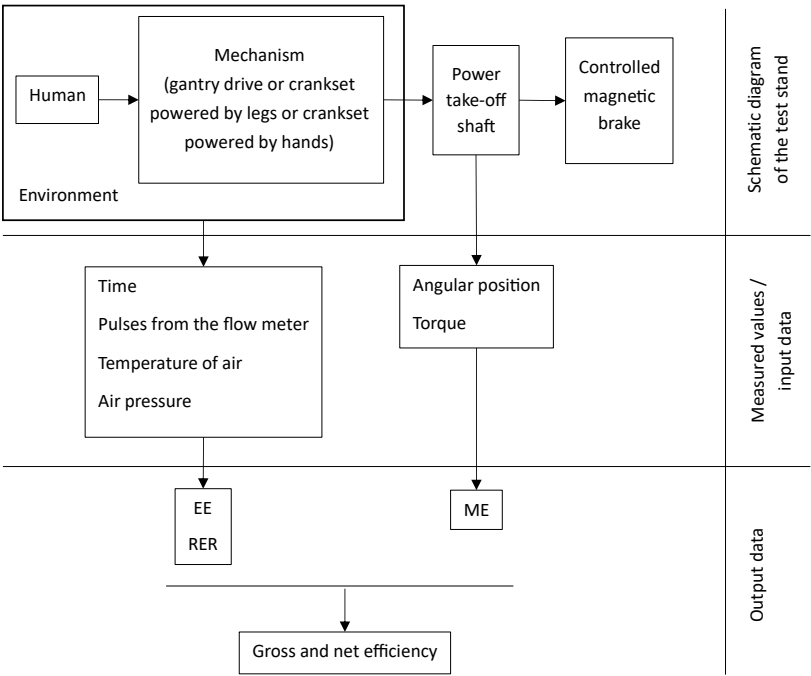 Human
Mechanism
(gantry drive or crankset
powered by legs or crankset
powered by hands)
Environment
Power
take-off
shaft
Controlled
magnetic
brake
Schematic diagram
of the test stand
Time
Pulses from the flow meter
Temperature of air
Air pressure
Angular position
Torque
Measured values /
input data
EE
RER
ME
Gross and net efficiency
Output data